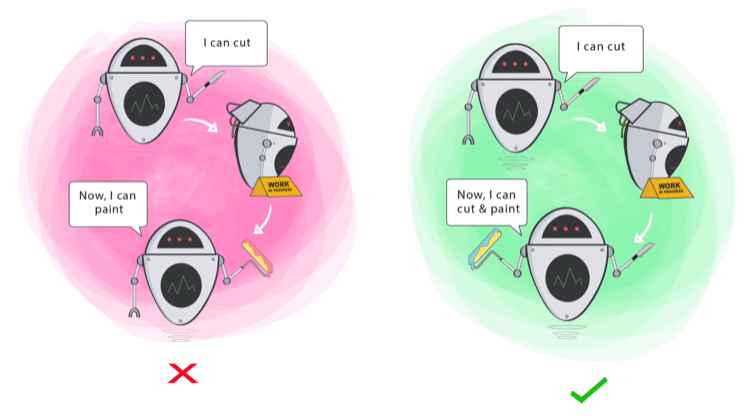 I can cut
WORK
IN PROGRESS
Now, I can
paint
I can cut
WORK
IN PROGRESS
Now, I can
cut & paint